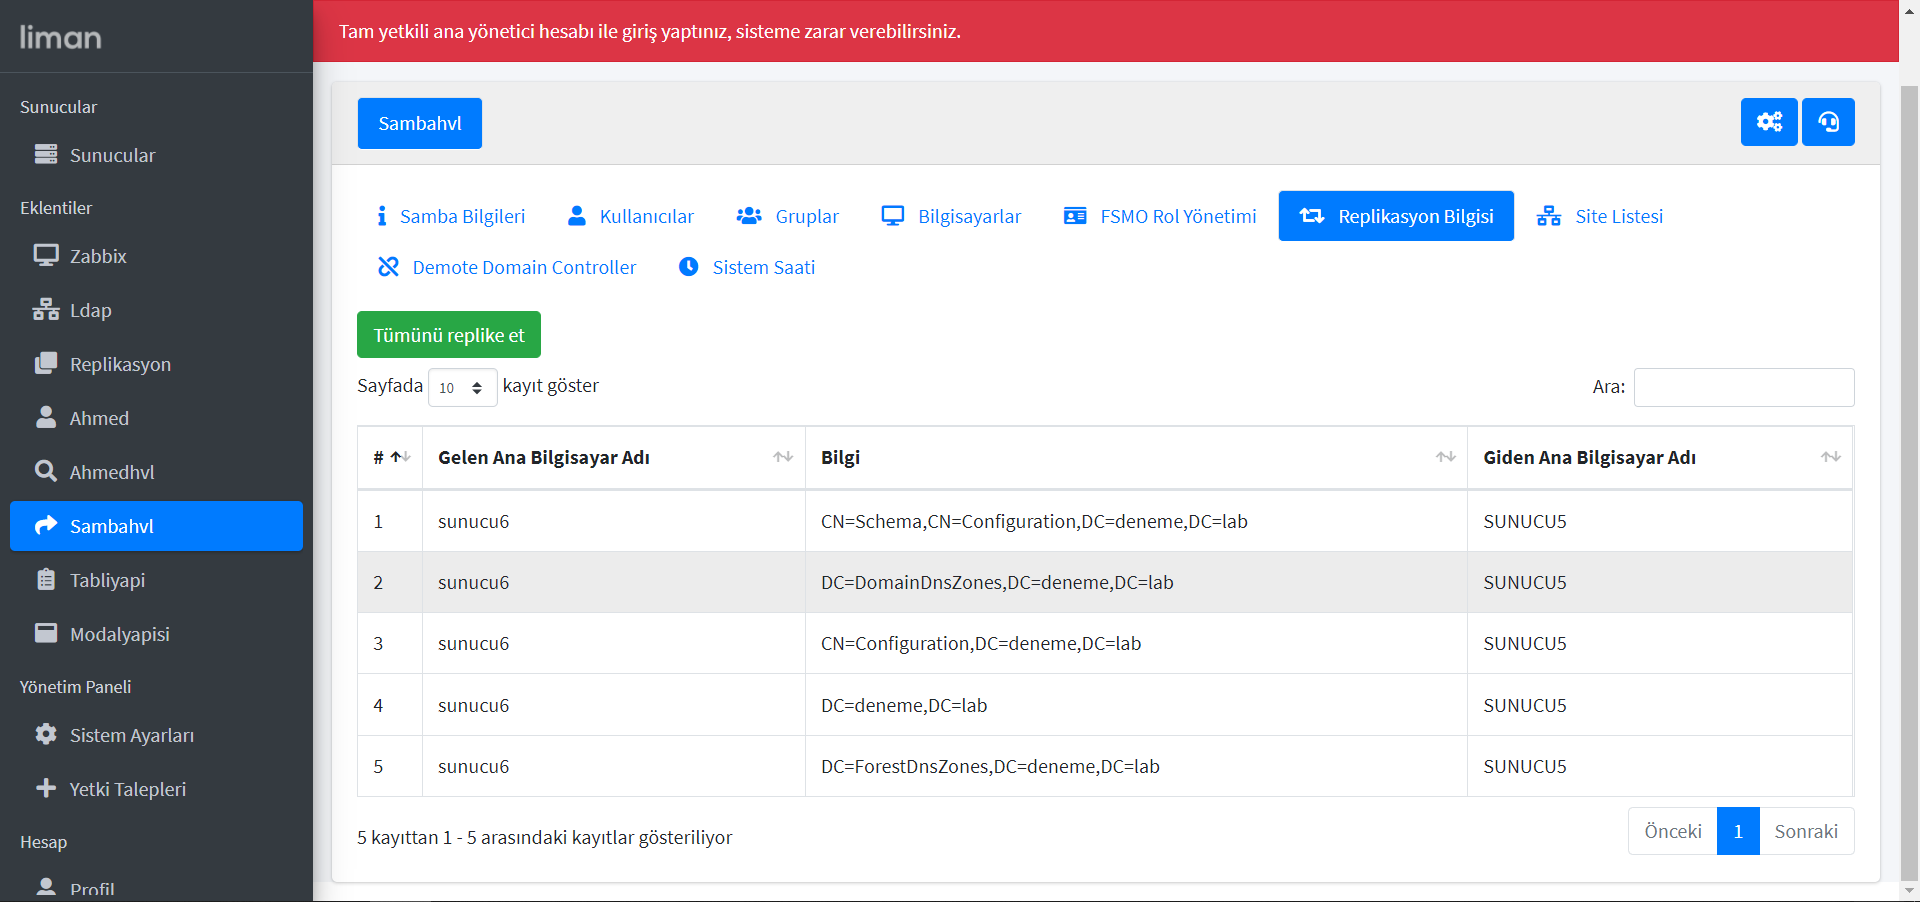 liman
Tam yetkili ana yönetici hesabı ile giriş yaptınız, sisteme zarar verebilirsiniz.
Sunucular
Sunucular
Eklentiler
Zabbix
Ldap
Replikasyon
Ahmed
Ahmedhvl
Sambahvl
Tabliyapi
Modalyapisi
Yönetim Paneli
Sistem Ayarları
Yetki Talepleri
Hesap
Profil
Sambahvl
Samba Bilgileri Kullanıcılar Gruplar Bilgisayarlar FSMO Rol Yönetimi Replikasyon Bilgisi Site Listesi
Demote Domain Controller Sistem Saati
Tümünü replike et
Sayfada 10 kayıt göster Ara:
# Gelen Ana Bilgisayar Adı Bilgi Giden Ana Bilgisayar Adı
1 sunucu6 CN=Schema,CN=Configuration,DC=deneme,DC=lab SUNUCU5
2 sunucu6 DC=DomainDnsZones,DC=deneme,DC=lab SUNUCU5
3 sunucu6 CN=Configuration,DC=deneme,DC=lab SUNUCU5
4 sunucu6 DC=deneme,DC=lab SUNUCU5
5 sunucu6 DC=ForestDnsZones,DC=deneme,DC=lab SUNUCU5
5 kayıttan 1 - 5 arasındaki kayıtlar gösteriliyor Önceki 1 Sonraki